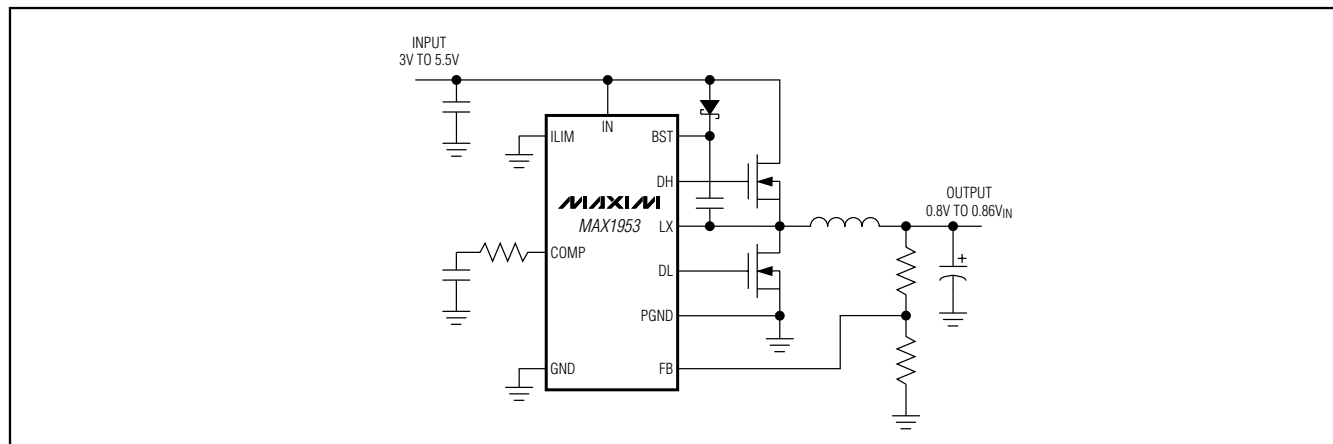 INPUT
3V TO 5.5V
IN
ILIM
BST
DH
MAXIM
MAX1953
LX
OUTPUT
0.8V TO 0.86VIN
COMP
DL
PGND
GND
FB
+